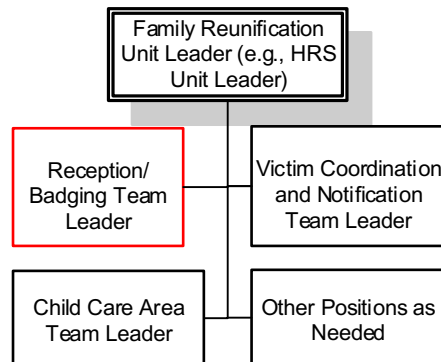 Family Reunification
Unit Leader (e.g., HRS
Unit Leader)
Reception/
Badging Team
Leader
Victim Coordination
and Notification
Team Leader
Child Care Area
Team Leader
Other Positions as
Needed